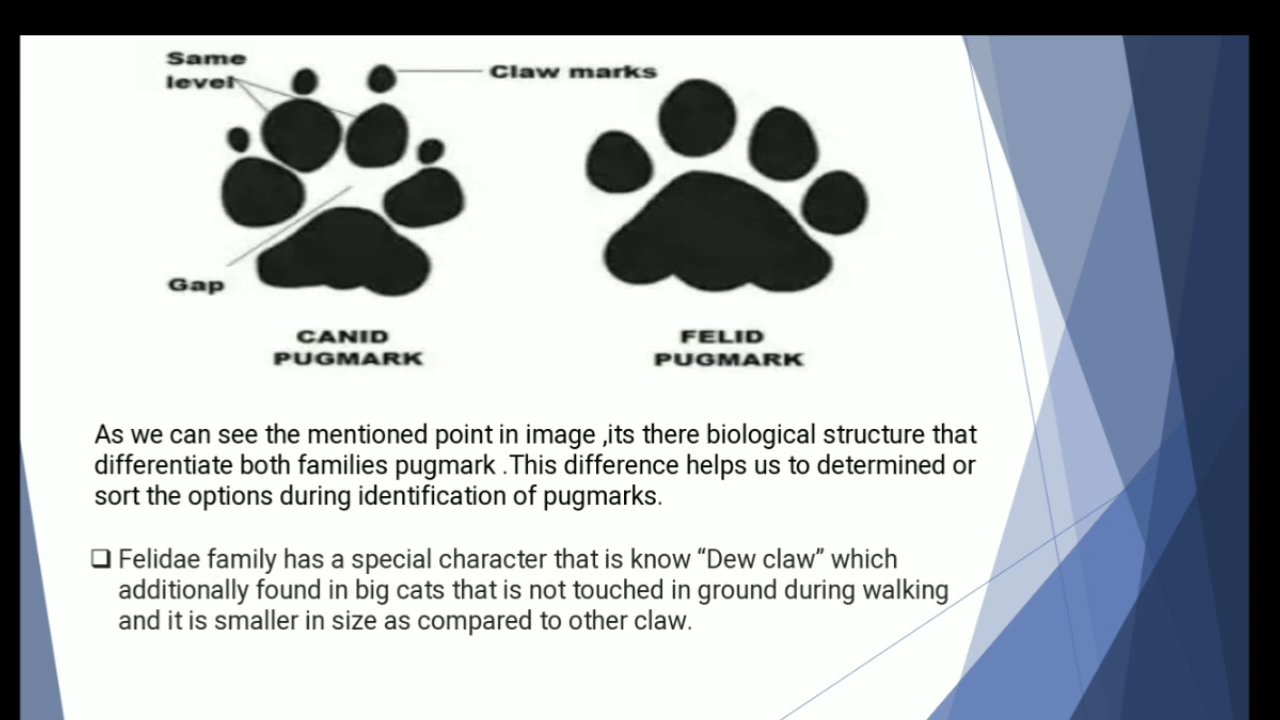 Same
level
Claw marks
Gap
CANID
PUGMARK
FELID
PUGMARK
As we can see the mentioned point in image ,its there biological structure that
differentiate both families pugmark .This difference helps us to determined or
sort the options during identification of pugmarks.
❑ Felidae family has a special character that is know “Dew claw” which
additionally found in big cats that is not touched in ground during walking
and it is smaller in size as compared to other claw.